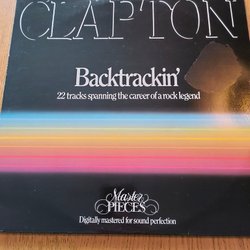 CLAPTON
Backtrackin'
22 tracks spanning the career of a rock legend
Master
PIECES
Digitally mastered for sound perfection